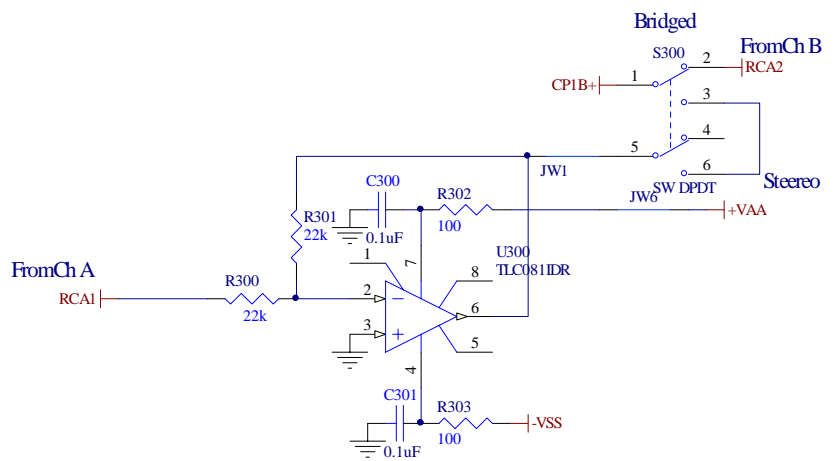 Bridged
S300
FromCh B
2
RCA2
1
CP1B+
3
4
5
6
JW1
SW DPDT
Steereo
JW6
+VAA
C300
0.1uF
R302
100
R301
22k
FromCh A
RCA1
R300
22k
1
7
U300
TLC081IDR
8
2
3
6
5
4
C301
0.1uF
R303
100
-VSS